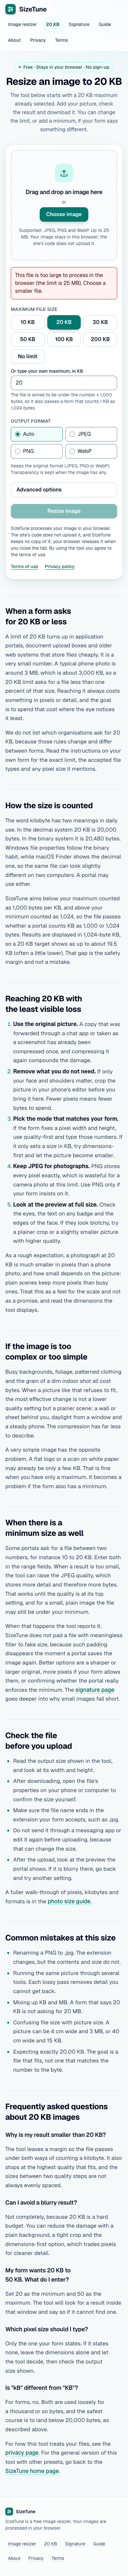 SizeTune
Image resizer 20 KB Signature Guide
About Privacy Terms
Free · Stays in your browser · No sign-up
Resize an image to 20 KB
The tool below starts with a 20 KB maximum
already selected. Add your picture, check the
output and download it. You can change
the limit, or add a minimum, if your form says
something different.
Drag and drop an image here
or
Choose image
Supported: JPEG, PNG and WebP. Up to 25
MB. Your image stays in this browser; the
site's code does not upload it.
This file is too large to process in the
browser (the limit is 25 MB). Choose a
smaller file.
MAXIMUM FILE SIZE
10 KB 20 KB 30 KB
50 KB 100 KB 200 KB
No limit
Or type your own maximum, in KB
20
The file is aimed to be under the number × 1,000
bytes, so it also passes a form that counts 1 KB as
1,024 bytes.
OUTPUT FORMAT
Auto JPEG
PNG WebP
Keeps the original format (JPEG, PNG or WebP).
Transparency is kept when the image has any.
Advanced options
Resize image
SizeTune processes your image in your browser.
The site's code does not upload it, and SizeTune
keeps no copy of it; your browser releases it when
you close the tab. By using the tool you agree to
the terms of use.
Terms of use Privacy policy
When a form asks
for 20 KB or less
A limit of 20 KB turns up in application
portals, document upload boxes and older
web systems that store files cheaply. It is a
very small number. A typical phone photo is
around 3 MB, which is about 3,000 KB, so a
20 KB limit asks for a file less than one
percent of that size. Reaching it always costs
something in pixels or detail, and the goal
is to spend that cost where the eye notices
it least.
We do not list which organisations ask for 20
KB, because those rules change and differ
between forms. Read the instructions on your
own form for the exact limit, the accepted file
types and any pixel size it mentions.
How the size is counted
The word kilobyte has two meanings in daily
use. In the decimal system 20 KB is 20,000
bytes. In the binary system it is 20,480 bytes.
Windows file properties follow the binary
habit, while macOS Finder shows the decimal
one, so the same file can look slightly
different on two computers. A portal may
use either.
SizeTune aims below your maximum counted
as 1,000 bytes per KB, and above your
minimum counted as 1,024, so the file passes
whether a portal counts KB as 1,000 or 1,024
bytes. Results are displayed in 1,024-byte KB,
so a 20 KB target shows as up to about 19.5
KB (often a little lower). That gap is the safety
margin and not a mistake.
Reaching 20 KB with
the least visible loss
1. Use the original picture. A copy that was
forwarded through a chat app or taken as
a screenshot has already been
compressed once, and compressing it
again compounds the damage.
2. Remove what you do not need. If only
your face and shoulders matter, crop the
picture in your phone's editor before you
bring it here. Fewer pixels means fewer
bytes to spend.
3. Pick the mode that matches your form.
If the form fixes a pixel width and height,
use quality-first and type those numbers. If
it only sets a size in KB, try dimensions-
first and let the picture become smaller.
4. Keep JPEG for photographs. PNG stores
every pixel exactly, which is wasteful for a
camera photo at this limit. Use PNG only if
your form insists on it.
5. Look at the preview at full size. Check
the eyes, the text on any badge and the
edges of the face. If they look blurry, try
a plainer crop or a slightly smaller width
rather than higher quality.
As a rough expectation, a photograph at 20
KB is much smaller in pixels than a phone
photo, and how small depends on the picture:
plain scenes keep more pixels than busy
ones. Treat this as a feel for the scale and not
as a promise, and read the dimensions the
tool displays.
If the image is too
complex or too simple
Busy backgrounds, foliage, patterned clothing
and the grain of a dim indoor shot all cost
bytes. When a picture like that refuses to fit,
the most effective change is not a lower
quality setting but a plainer scene: a wall or
sheet behind you, daylight from a window and
a steady camera. The compression has far less
to describe.
A very simple image has the opposite
problem. A flat logo or a scan on white paper
may already be only a few KB. That is fine
when you have only a maximum. It becomes a
problem if the form also has a minimum.
When there is a
minimum size as well
Some portals ask for a file between two
numbers, for instance 10 to 20 KB. Enter both
in the range fields. When a result is too small,
the tool can raise the JPEG quality, which
stores more detail and therefore more bytes.
This works only until the quality is at its top
setting, and for a small, plain image the file
may still be under your minimum.
When that happens the tool reports it.
SizeTune does not pad a file with meaningless
filler to fake size, because such padding
disappears the moment a portal saves the
image again. Better options are a sharper or
larger original, more pixels if the form allows
them, or confirming whether the portal really
enforces the minimum. The signature page
goes deeper into why small images fall short.
Check the file
before you upload
• Read the output size shown in the tool,
and look at its width and height.
• After downloading, open the file's
properties on your phone or computer to
confirm the size yourself.
• Make sure the file name ends in the
extension your form accepts, such as .jpg.
• Do not send it through a messaging app or
edit it again before uploading, because
that can change the size.
• After the upload, look at the preview the
portal shows. If it is blurry there, go back
and try another setting.
A fuller walk-through of pixels, kilobytes and
formats is in the photo size guide.
Common mistakes at this size
• Renaming a PNG to .jpg. The extension
changes, but the contents and size do not.
• Running the same picture through several
tools. Each lossy pass removes detail you
cannot get back.
• Mixing up KB and MB. A form that says 20
KB is not asking for 20 MB.
• Confusing file size with picture size. A
picture can be 4 cm wide and 3 MB, or 40
cm wide and 15 KB.
• Expecting exactly 20.00 KB. The goal is a
file that fits, not one that matches the
number to the byte.
Frequently asked questions
about 20 KB images
Why is my result smaller than 20 KB?
The tool leaves a margin so the file passes
under both ways of counting a kilobyte. It also
stops at the highest quality that fits, and the
sizes between two quality steps are not
always evenly spaced.
Can I avoid a blurry result?
Not completely, because 20 KB is a hard
budget. You can reduce the damage with a
plain background, a tight crop and the
dimensions-first option, which trades pixels
for cleaner detail.
My form wants 20 KB to
50 KB. What do I enter?
Set 20 as the minimum and 50 as the
maximum. The tool will look for a result inside
that window and say so if it cannot find one.
Which pixel size should I type?
Only the one your form states. If it states
none, leave the dimensions alone and let
the tool decide, then check the output
size shown.
Is "kB" different from "KB"?
For forms, no. Both are used loosely for
a thousand or so bytes, and the safest
course is to land below 20,000 bytes, as
described above.
For how this tool treats your files, see the
privacy page. For the general version of this
tool with other presets, go back to the
SizeTune home page.
SizeTune
SizeTune is a free image resizer. Your images are
processed in your browser.
Image resizer 20 KB Signature Guide
About Privacy Terms